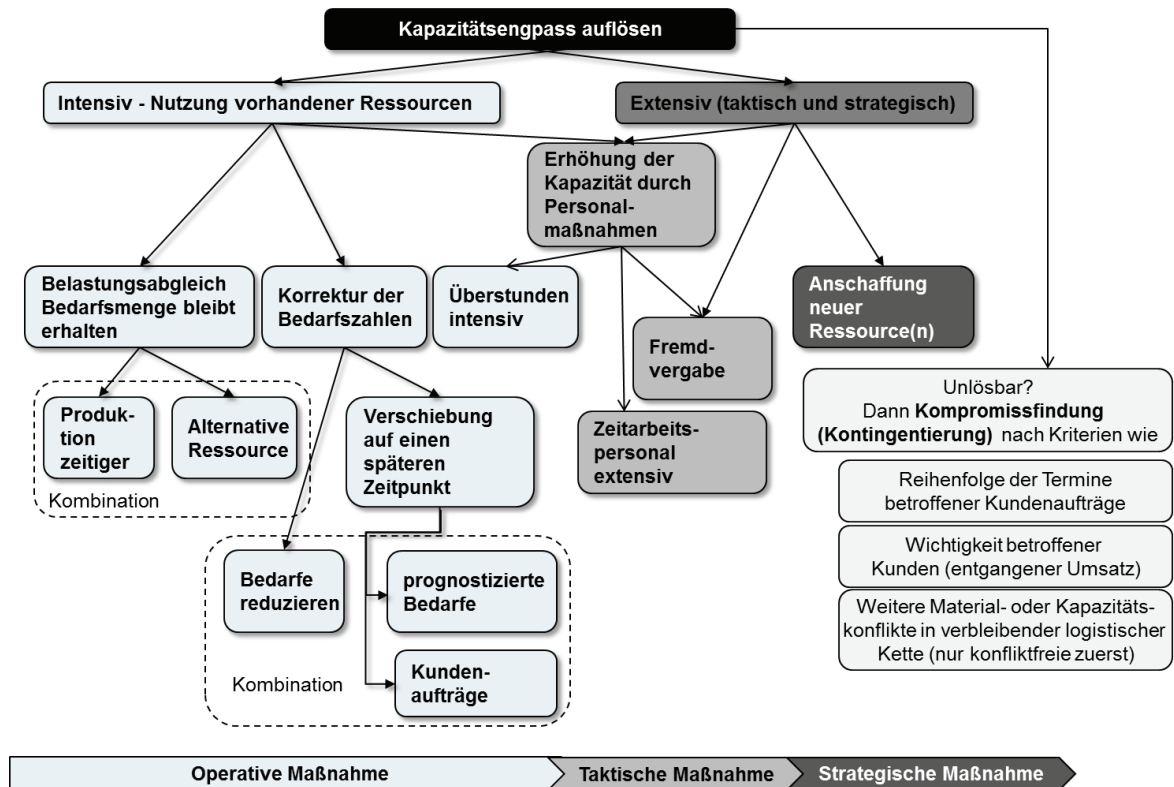 Kapazitätsengpass auflösen
Intensiv - Nutzung vorhandener Ressourcen
Extensiv (taktisch und strategisch)
Erhöhung der
Kapazität durch
Personal-
maßnahmen
Belastungsabgleich
Bedarfsmenge bleibt
erhalten
Korrektur der
Bedarfszahlen
Überstunden
intensiv
Anschaffung
neuer
Ressource(n)
Fremd-
vergabe
Unlösbar?
Dann Kompromissfindung
(Kontingentierung) nach Kriterien wie
Produk-
tion
zeitiger
Alternative
Ressource
Kombination
Verschiebung
auf einen
späteren
Zeitpunkt
Zeitarbeits-
personal
extensiv
Reihenfolge der Termine
betroffener Kundenaufträge
Wichtigkeit betroffener
Kunden (entgangener Umsatz)
Weitere Material- oder Kapazitäts-
konflikte in verbleibender logistischer
Kette (nur konfliktfreie zuerst)
Bedarfe
reduzieren
prognostizierte
Bedarfe
Kunden-
aufträge
Kombination
Operative Maßnahme
Taktische Maßnahme
Strategische Maßnahme